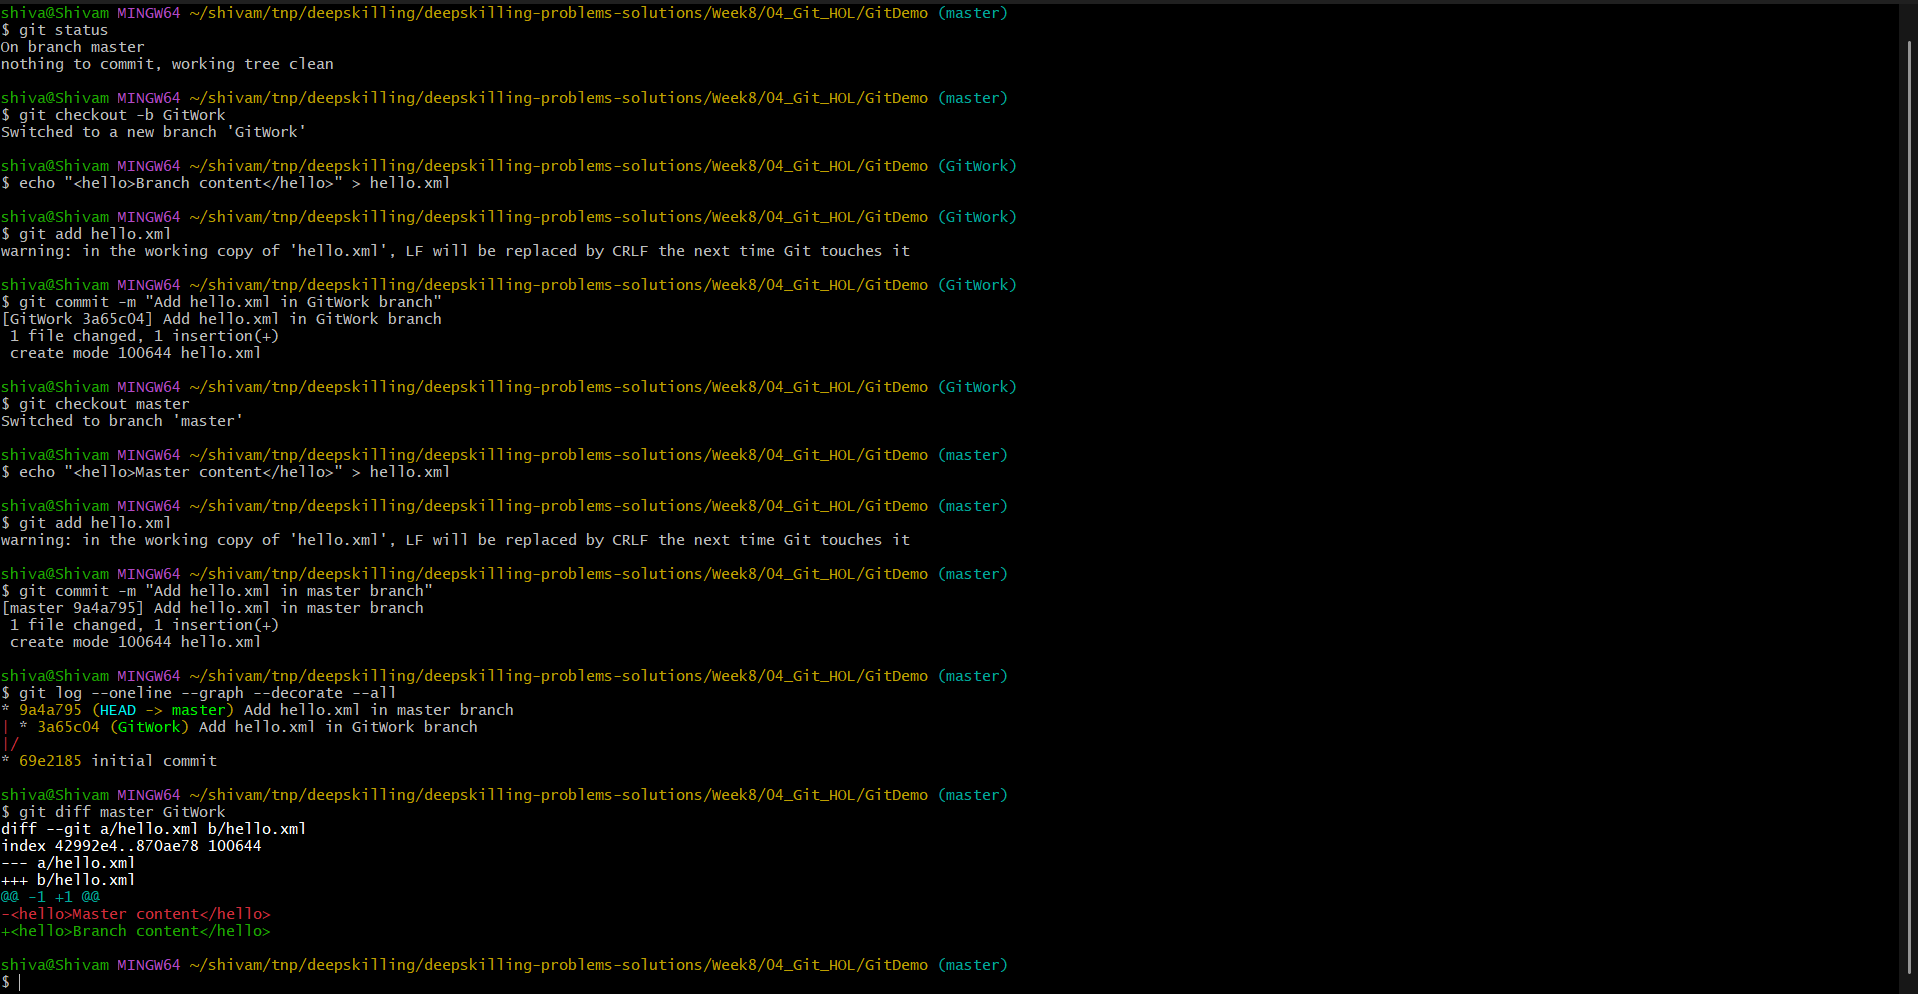 shiva@Shivam MINGW64 ~/shivam/tnp/deepskilling/deepskilling-problems-solutions/Week8/04_Git_HOL/GitDemo (master)
$ git status
On branch master
nothing to commit, working tree clean
shiva@Shivam MINGW64 ~/shivam/tnp/deepskilling/deepskilling-problems-solutions/Week8/04_Git_HOL/GitDemo (master)
$ git checkout -b GitWork
Switched to a new branch 'GitWork'
shiva@Shivam MINGW64 ~/shivam/tnp/deepskilling/deepskilling-problems-solutions/Week8/04_Git_HOL/GitDemo (GitWork)
$ echo "<hello>Branch content</hello>" > hello.xml
shiva@Shivam MINGW64 ~/shivam/tnp/deepskilling/deepskilling-problems-solutions/Week8/04_Git_HOL/GitDemo (GitWork)
$ git add hello.xml
warning: in the working copy of 'hello.xml', LF will be replaced by CRLF the next time Git touches it
shiva@Shivam MINGW64 ~/shivam/tnp/deepskilling/deepskilling-problems-solutions/Week8/04_Git_HOL/GitDemo (GitWork)
$ git commit -m "Add hello.xml in GitWork branch"
[GitWork 3a65c04] Add hello.xml in GitWork branch
 1 file changed, 1 insertion(+)
 create mode 100644 hello.xml
shiva@Shivam MINGW64 ~/shivam/tnp/deepskilling/deepskilling-problems-solutions/Week8/04_Git_HOL/GitDemo (GitWork)
$ git checkout master
Switched to branch 'master'
shiva@Shivam MINGW64 ~/shivam/tnp/deepskilling/deepskilling-problems-solutions/Week8/04_Git_HOL/GitDemo (master)
$ echo "<hello>Master content</hello>" > hello.xml
shiva@Shivam MINGW64 ~/shivam/tnp/deepskilling/deepskilling-problems-solutions/Week8/04_Git_HOL/GitDemo (master)
$ git add hello.xml
warning: in the working copy of 'hello.xml', LF will be replaced by CRLF the next time Git touches it
shiva@Shivam MINGW64 ~/shivam/tnp/deepskilling/deepskilling-problems-solutions/Week8/04_Git_HOL/GitDemo (master)
$ git commit -m "Add hello.xml in master branch"
[master 9a4a795] Add hello.xml in master branch
 1 file changed, 1 insertion(+)
 create mode 100644 hello.xml
shiva@Shivam MINGW64 ~/shivam/tnp/deepskilling/deepskilling-problems-solutions/Week8/04_Git_HOL/GitDemo (master)
$ git log --oneline --graph --decorate --all
* 9a4a795 (HEAD -> master) Add hello.xml in master branch
| * 3a65c04 (GitWork) Add hello.xml in GitWork branch
|/
* 69e2185 initial commit
shiva@Shivam MINGW64 ~/shivam/tnp/deepskilling/deepskilling-problems-solutions/Week8/04_Git_HOL/GitDemo (master)
$ git diff master GitWork
diff --git a/hello.xml b/hello.xml
index 42992e4..870ae78 100644
--- a/hello.xml
+++ b/hello.xml
@@ -1 +1 @@
-<hello>Master content</hello>
+<hello>Branch content</hello>
shiva@Shivam MINGW64 ~/shivam/tnp/deepskilling/deepskilling-problems-solutions/Week8/04_Git_HOL/GitDemo (master)
$